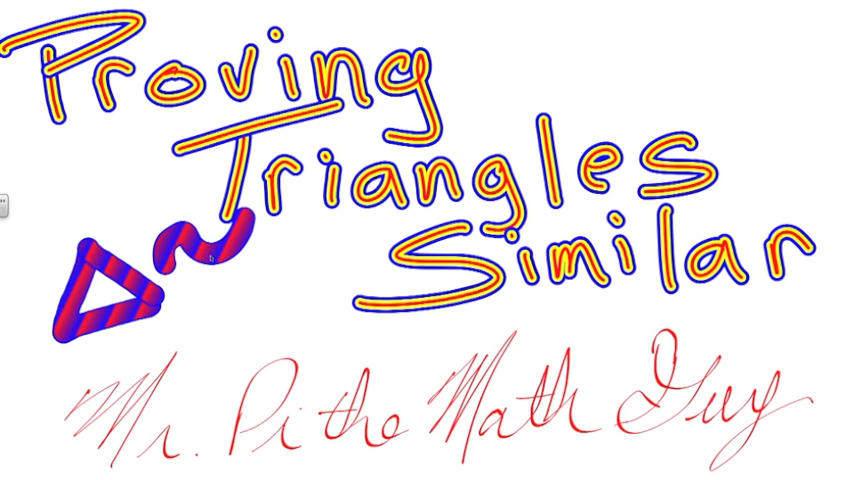 Proving
Triangles
Similar
Δ ~
Mr. Pi the Math Guy